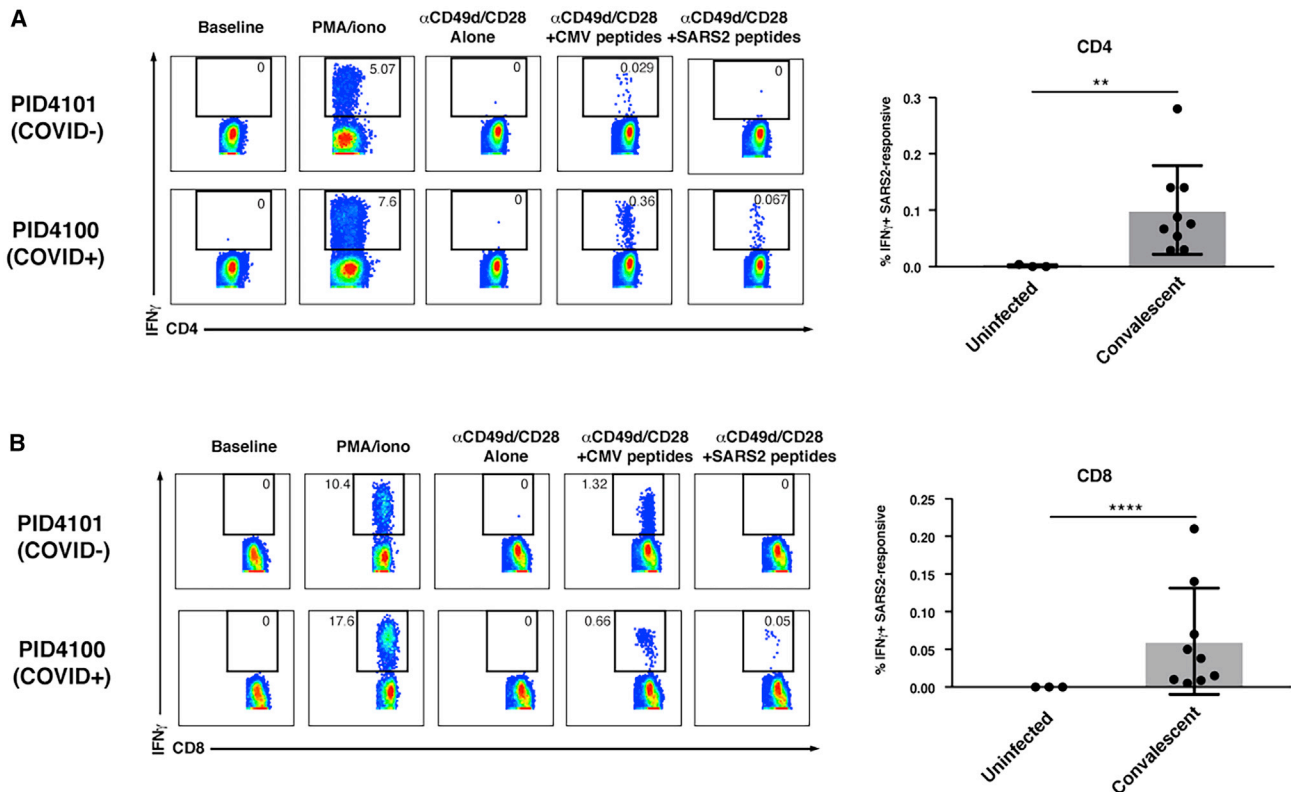 A
Baseline
PMA/iono
αCD49d/CD28
Alone
αCD49d/CD28
+CMV peptides
αCD49d/CD28
+SARS2 peptides
PID4101
(COVID-)
0
5.07
0
0.029
0
PID4100
(COVID+)
0
7.6
0
0.36
0.067
IFNγ
CD4
CD4
**
% IFNγ+ SARS2-responsive
0.3
0.2
0.1
0.0
Uninfected
Convalescent
B
Baseline
PMA/iono
αCD49d/CD28
Alone
αCD49d/CD28
+CMV peptides
αCD49d/CD28
+SARS2 peptides
PID4101
(COVID-)
0
10.4
0
1.32
0
PID4100
(COVID+)
0
17.6
0
0.66
0.05
IFNγ
CD8
CD8
****
% IFNγ+ SARS2-responsive
0.25
0.20
0.15
0.10
0.05
0.00
Uninfected
Convalescent